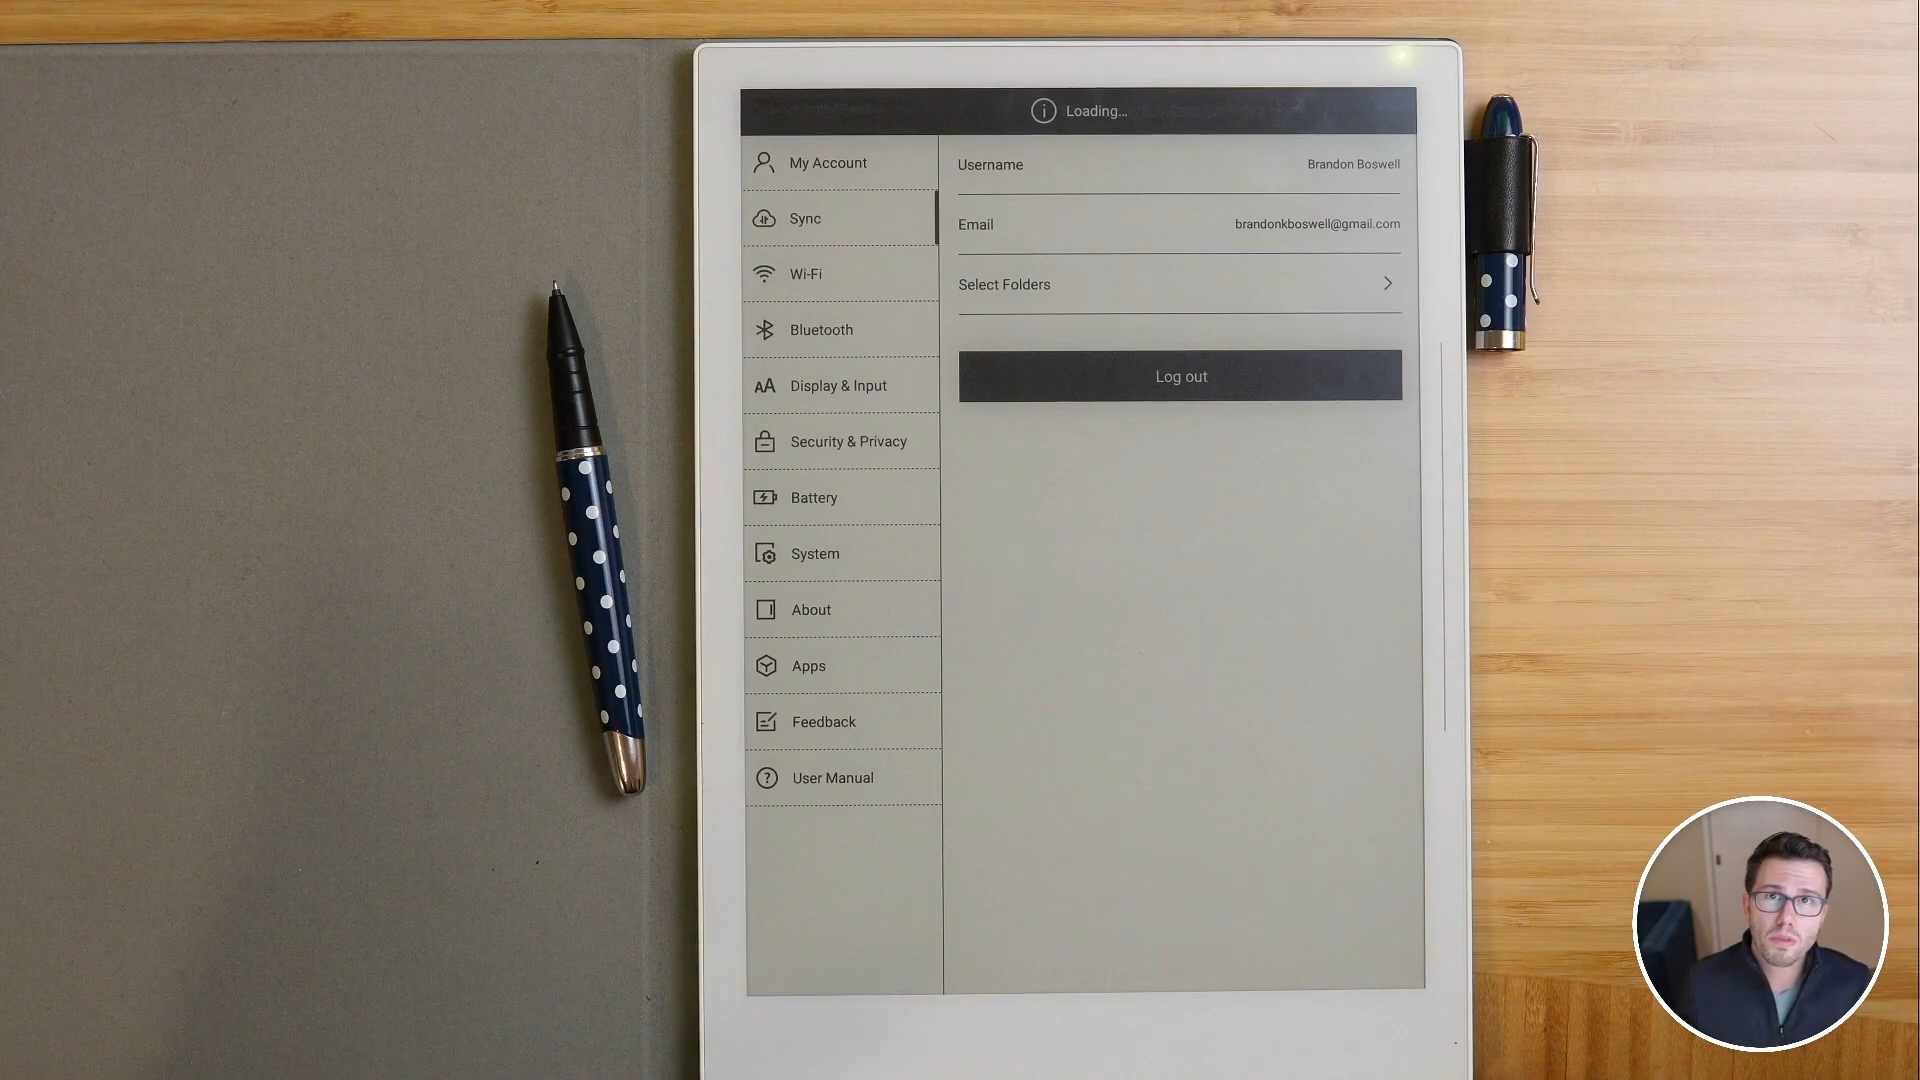 Loading...
My Account
Sync
Wi-Fi
Bluetooth
AA Display & Input
Security & Privacy
Battery
System
About
Apps
Feedback
? User Manual
Username Brandon Boswell
Email brandonkboswell@gmail.com
Select Folders
Log out